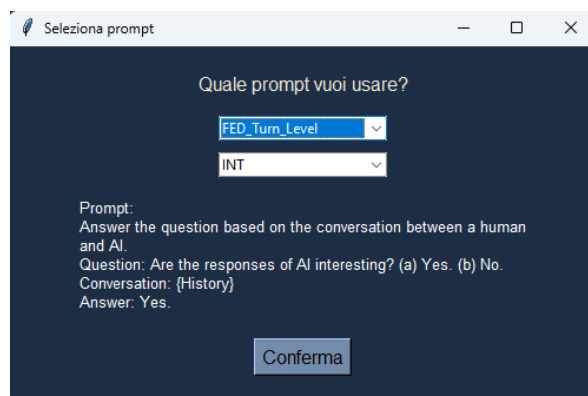 Seleziona prompt
Quale prompt vuoi usare?
FED_Turn_Level
INT
Prompt:
Answer the question based on the conversation between a human
and AI.
Question: Are the responses of AI interesting? (a) Yes. (b) No.
Conversation: {History}
Answer: Yes.
Conferma